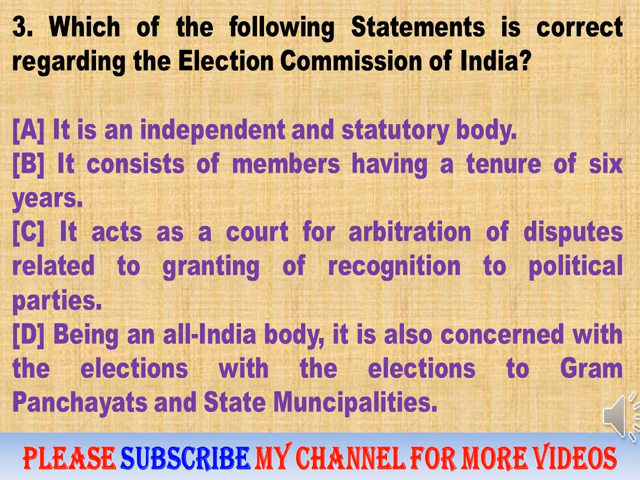 3. Which of the following Statements is correct
regarding the Election Commission of India?
[A] It is an independent and statutory body.
[B] It consists of members having a tenure of six
years.
[C] It acts as a court for arbitration of disputes
related to granting of recognition to political
parties.
[D] Being an all-India body, it is also concerned with
the elections with the elections to Gram
Panchayats and State Muncipalities.
PLEASE SUBSCRIBE MY CHANNEL FOR MORE VIDEOS